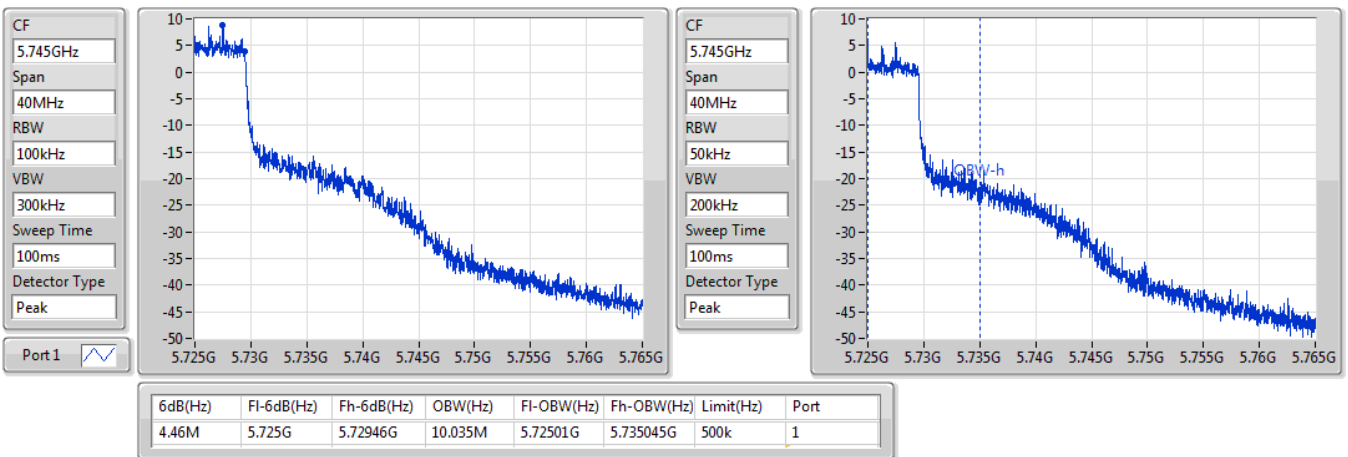 CF
5.745GHz
Span
40MHz
RBW
100kHz
VBW
300kHz
Sweep Time
100ms
Detector Type
Peak
Port 1
10
5
0
-5
-10
-15
-20
-25
-30
-35
-40
-45
-50
5.725G 5.73G 5.735G 5.74G 5.745G 5.75G 5.755G 5.76G 5.765G
CF
5.745GHz
Span
40MHz
RBW
50kHz
VBW
200kHz
Sweep Time
100ms
Detector Type
Peak
10
5
0
-5
-10
-15
-20
-25
-30
-35
-40
-45
-50
OBW-h
5.725G 5.73G 5.735G 5.74G 5.745G 5.75G 5.755G 5.76G 5.765G
6dB(Hz) Fl-6dB(Hz) Fh-6dB(Hz) OBW(Hz) Fl-OBW(Hz) Fh-OBW(Hz) Limit(Hz) Port
4.46M 5.725G 5.72946G 10.035M 5.72501G 5.735045G 500k 1